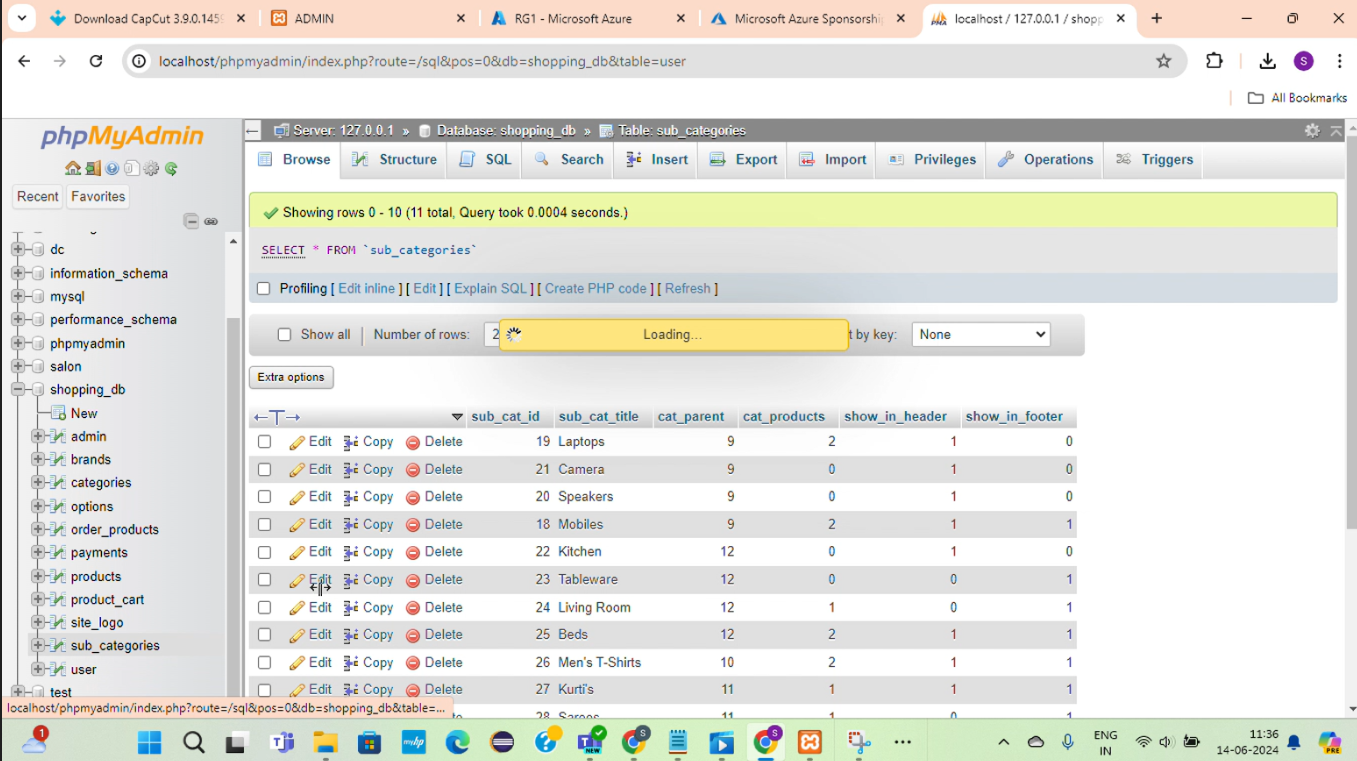 Download CapCut 3.9.0.1459
ADMIN
RG1 - Microsoft Azure
Microsoft Azure Sponsorshi
localhost / 127.0.0.1 / shopp
localhost/phpmyadmin/index.php?route=/sql&pos=0&db=shopping_db&table=user
S
All Bookmarks
phpMyAdmin
Recent Favorites
dc
information_schema
mysql
performance_schema
phpmyadmin
salon
shopping_db
New
admin
brands
categories
options
order_products
payments
products
product_cart
site_logo
sub_categories
user
test
localhost/phpmyadmin/index.php?route=/sql&pos=0&db=shopping_db&table=...
Server: 127.0.0.1 » Database: shopping_db » Table: sub_categories
Browse Structure SQL Search Insert Export Import Privileges Operations Triggers
Showing rows 0 - 10 (11 total, Query took 0.0004 seconds.)
SELECT * FROM `sub_categories`
Profiling [ Edit inline ] [ Edit ] [ Explain SQL ] [ Create PHP code ] [ Refresh ]
Show all Number of rows: 2 Loading... t by key: None
Extra options
sub_cat_id sub_cat_title cat_parent cat_products show_in_header show_in_footer
Edit Copy Delete 19 Laptops 9 2 1 0
Edit Copy Delete 21 Camera 9 0 1 0
Edit Copy Delete 20 Speakers 9 0 1 0
Edit Copy Delete 18 Mobiles 9 2 1 1
Edit Copy Delete 22 Kitchen 12 0 1 0
Edit Copy Delete 23 Tableware 12 0 0 1
Edit Copy Delete 24 Living Room 12 1 0 1
Edit Copy Delete 25 Beds 12 2 1 1
Edit Copy Delete 26 Men's T-Shirts 10 2 1 1
Edit Copy Delete 27 Kurti's 11 1 1 1
28 Sarees 11 1 0 1
1
myhp
NEW
S
S
ENG
IN
11:36
14-06-2024
PRE